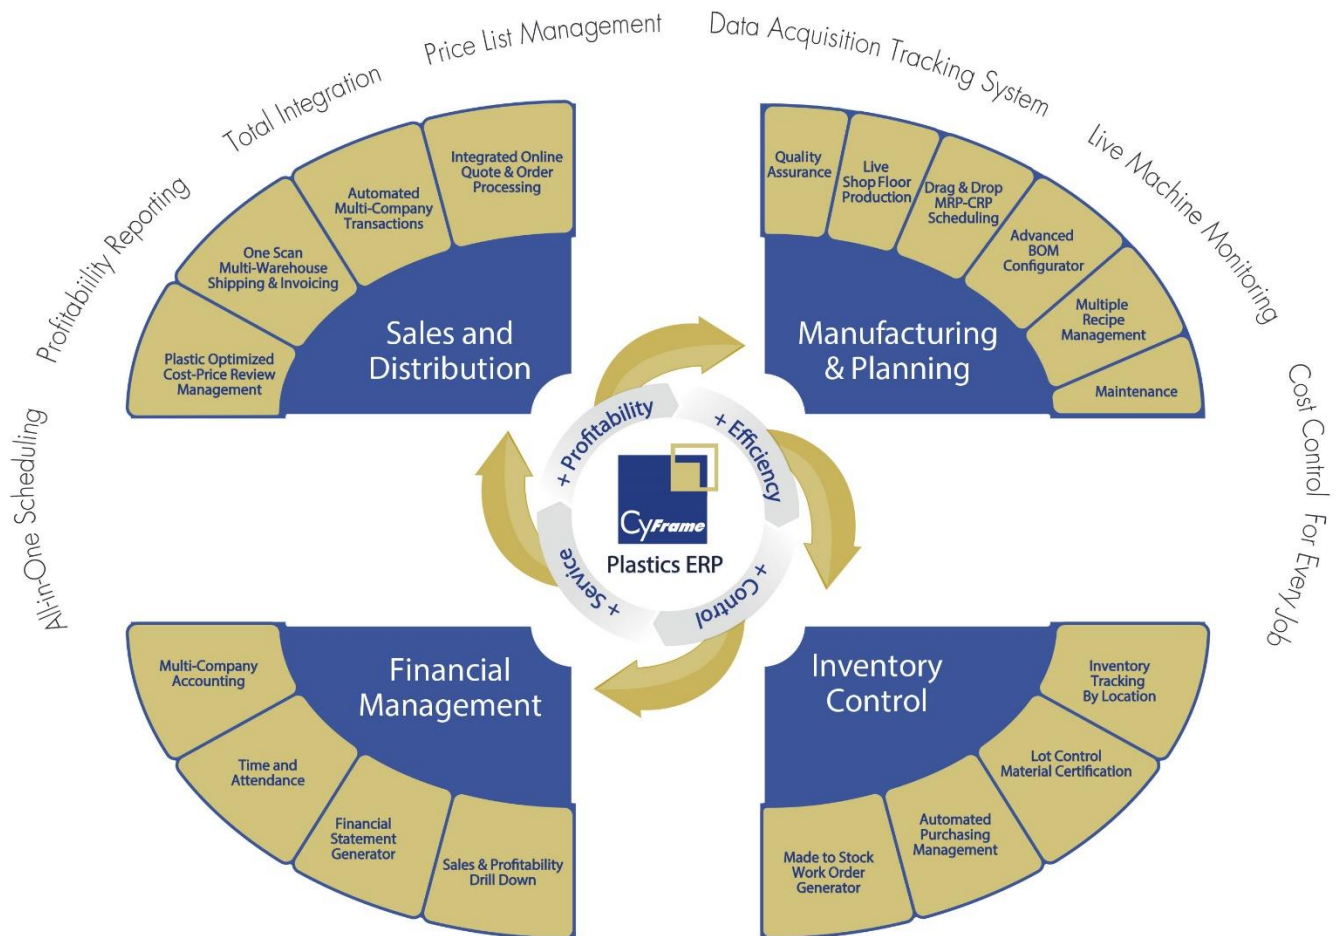 All-in-One Scheduling
Profitabiility Reporting
Total Integration
Price List Management
Data Acquisition Tracking System
Live Machine Monitoring
Cost Control For Every Job
Plastic Optimized
Cost-Price Review
Management
One Scan
Multi-Warehouse
Shipping & Invoicing
Automated
Multi-Company
Transactions
Integrated Online
Quote & Order
Processing
Sales and
Distribution
Quality
Assurance
Live
Shop Floor
Production
Drag & Drop
MRP-CRP
Scheduling
Advanced
BOM
Configurator
Multiple
Recipe
Management
Maintenance
Manufacturing
& Planning
+ Profitability
+ Efficiency
+ Control
+ Service
CyFrame
Plastics ERP
Financial
Management
Multi-Company
Accounting
Time and
Attendance
Financial
Statement
Generator
Sales & Profitability
Drill Down
Inventory
Control
Inventory
Tracking
By Location
Lot Control
Material Certification
Automated
Purchasing
Management
Made to Stock
Work Order
Generator